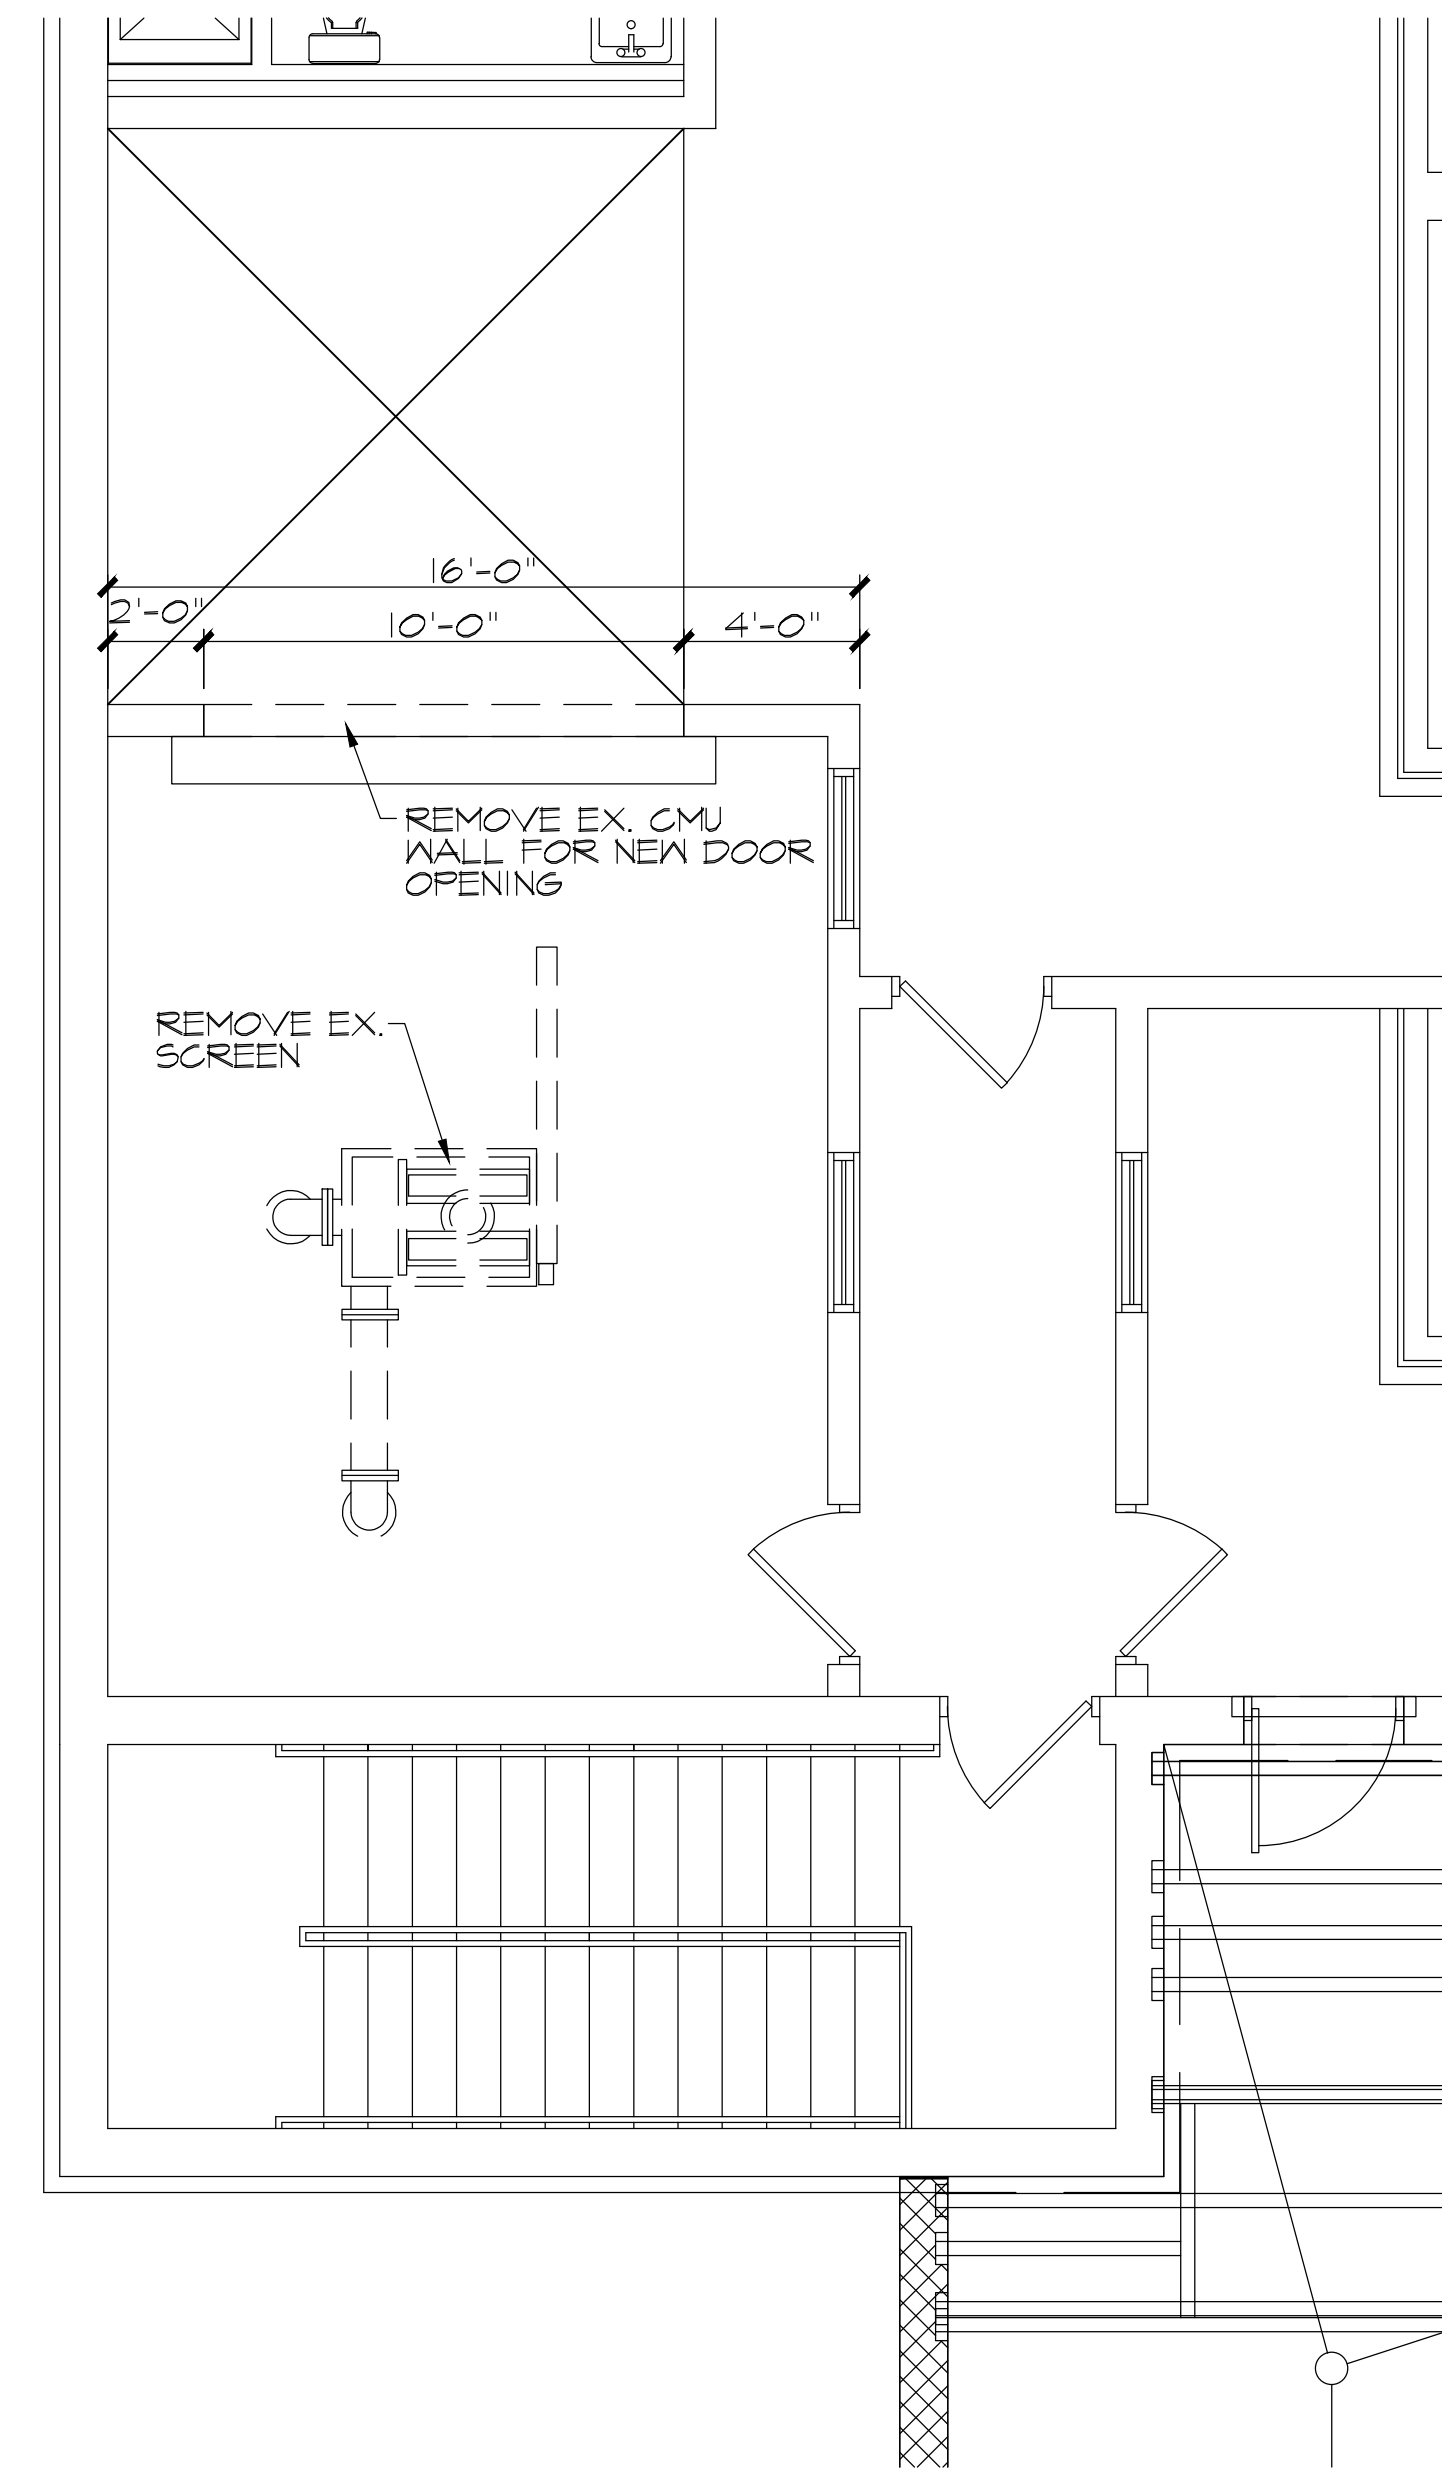 16'-0"
2'-0"
10'-0"
4'-0"
REMOVE EX. CMU
WALL FOR NEW DOOR
OPENING
REMOVE EX.
SCREEN